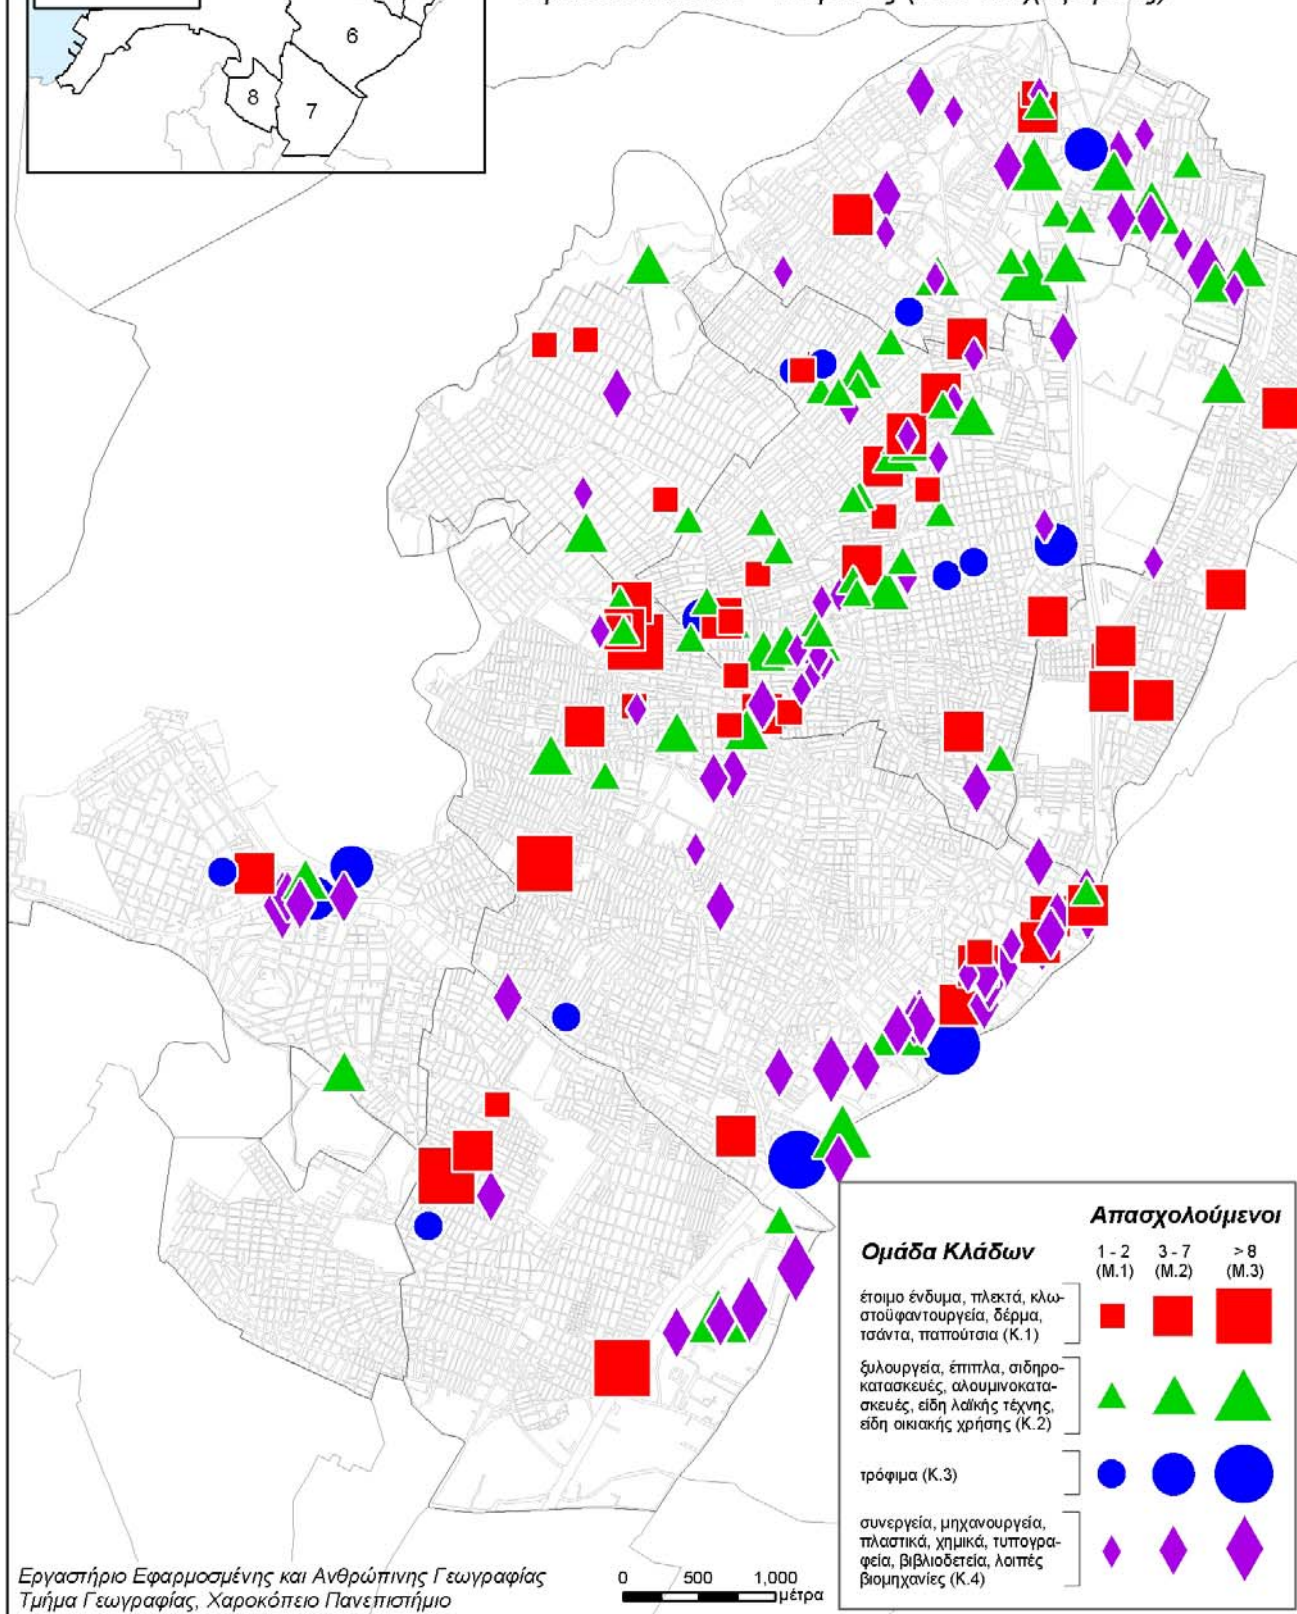 6
8
7
Απασχολούμενοι
Ομάδα Κλάδων
1 - 2 3 - 7 > 8
(Μ.1) (Μ.2) (Μ.3)
έτοιμο ένδυμα, πλεκτά, κλω-
στοϋφαντουργεία, δέρμα,
τσάντα, παπούτσια (Κ.1)
ξυλουργεία, έπιπλα, σιδηρο-
κατασκευές, αλουμινοκατα-
σκευές, είδη λαϊκής τέχνης,
είδη οικιακής χρήσης (Κ.2)
τρόφιμα (Κ.3)
συνεργεία, μηχανουργεία,
πλαστικά, χημικά, τυπογρα-
φεία, βιβλιοδετεία, λοιπές
βιομηχανίες (Κ.4)
Εργαστήριο Εφαρμοσμένης και Ανθρώπινης Γεωγραφίας
Τμήμα Γεωγραφίας, Χαροκόπειο Πανεπιστήμιο
0 500 1,000
μέτρα